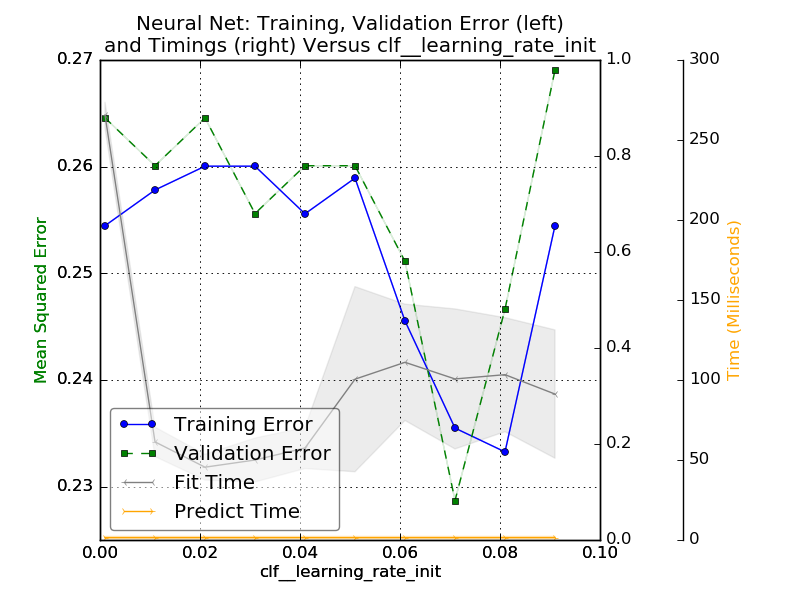 Neural Net: Training, Validation Error (left)
and Timings (right) Versus clf__learning_rate_init
0.27
0.26
0.25
0.24
0.23
Mean Squared Error
1.0
0.8
0.6
0.4
0.2
0.0
300
250
200
150
100
50
0
Time (Milliseconds)
Training Error
Validation Error
Fit Time
Predict Time
0.00 0.02 0.04 0.06 0.08 0.10
clf__learning_rate_init